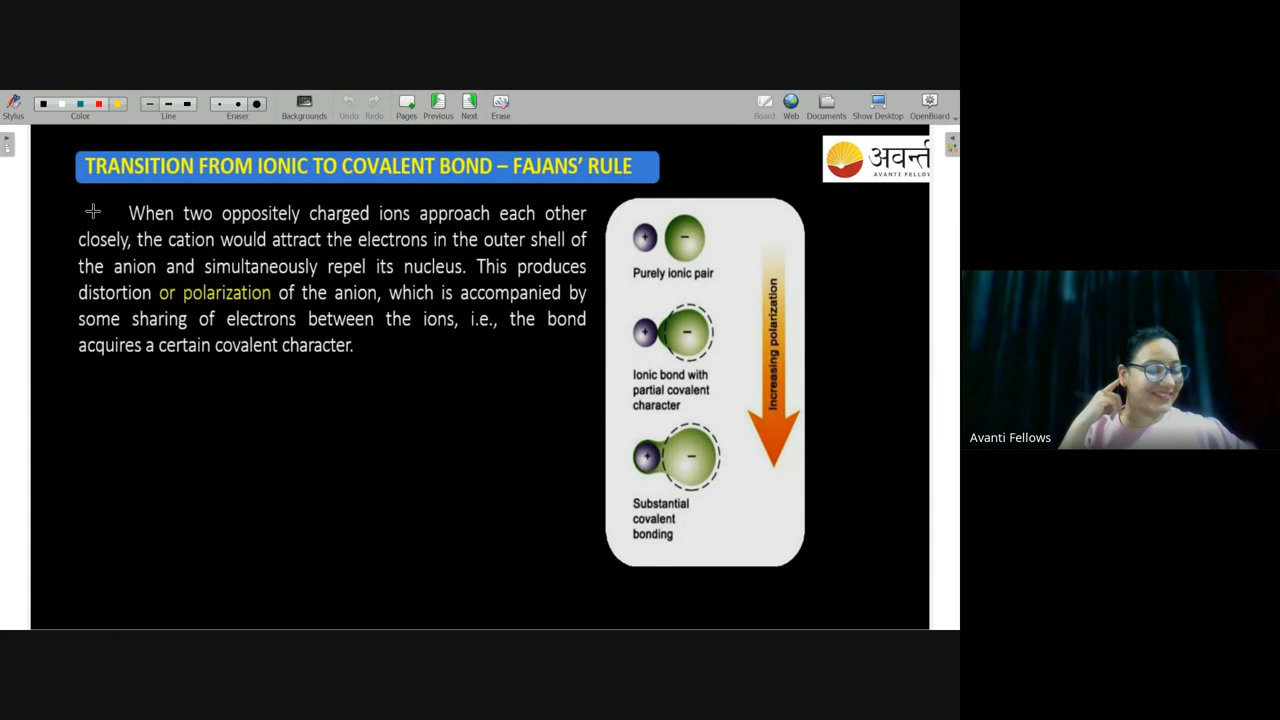 Stylus
Color
Line
Eraser
Backgrounds
Undo
Redo
Pages
Previous
Next
Erase
Board
Web
Documents
Show Desktop
OpenBoard
TRANSITION FROM IONIC TO COVALENT BOND – FAJANS’ RULE
When two oppositely charged ions approach each other
closely, the cation would attract the electrons in the outer shell of
the anion and simultaneously repel its nucleus. This produces
distortion or polarization of the anion, which is accompanied by
some sharing of electrons between the ions, i.e., the bond
acquires a certain covalent character.
+ −
Purely ionic pair
+ −
Ionic bond with
partial covalent
character
+ −
Substantial
covalent
bonding
Increasing polarization
अवन्त
AVANTI FELLOW
Avanti Fellows